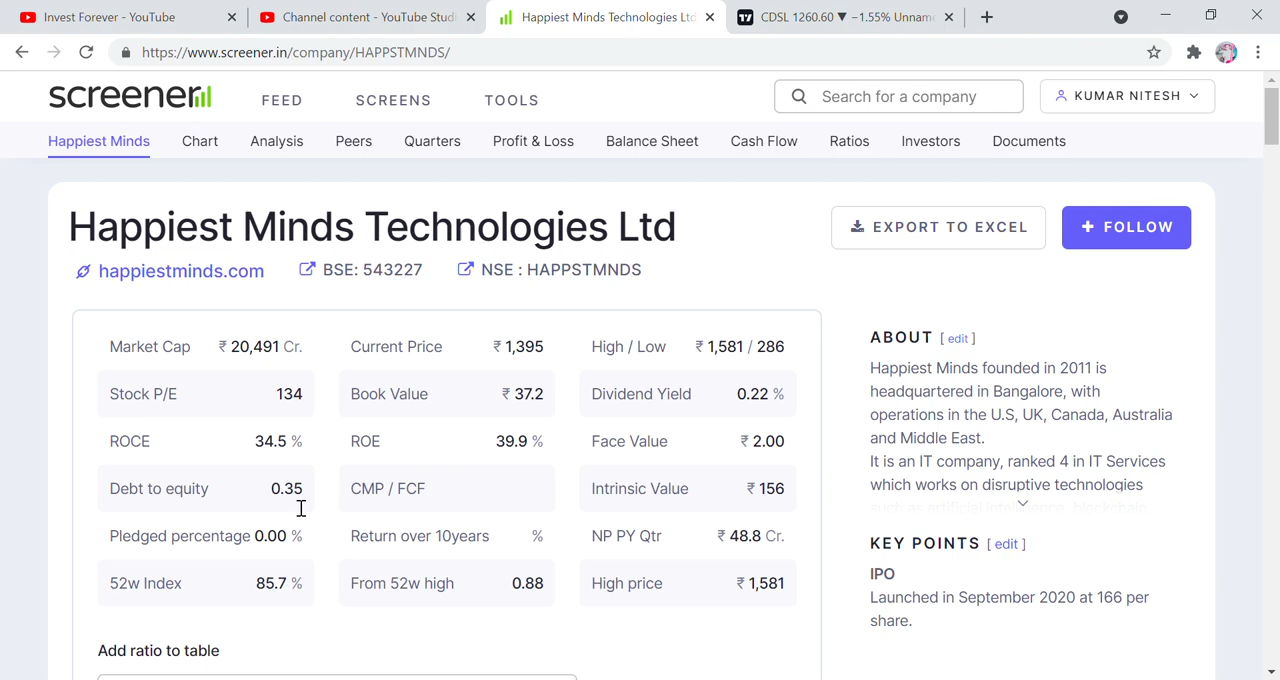 Invest Forever - YouTube
Channel content - YouTube Studi
Happiest Minds Technologies Ltd
CDSL 1260.60 ▼ −1.55% Unnam
https://www.screener.in/company/HAPPSTMNDS/
screener
FEED
SCREENS
TOOLS
Search for a company
KUMAR NITESH
Happiest Minds
Chart
Analysis
Peers
Quarters
Profit & Loss
Balance Sheet
Cash Flow
Ratios
Investors
Documents
Happiest Minds Technologies Ltd
EXPORT TO EXCEL
+ FOLLOW
happiestminds.com
BSE: 543227
NSE : HAPPSTMNDS
Market Cap ₹ 20,491 Cr.
Current Price ₹ 1,395
High / Low ₹ 1,581 / 286
Stock P/E 134
Book Value ₹ 37.2
Dividend Yield 0.22 %
ROCE 34.5 %
ROE 39.9 %
Face Value ₹ 2.00
Debt to equity 0.35
CMP / FCF
Intrinsic Value ₹ 156
Pledged percentage 0.00 %
Return over 10years %
NP PY Qtr ₹ 48.8 Cr.
52w Index 85.7 %
From 52w high 0.88
High price ₹ 1,581
Add ratio to table
ABOUT [ edit ]
Happiest Minds founded in 2011 is
headquartered in Bangalore, with
operations in the U.S, UK, Canada, Australia
and Middle East.
It is an IT company, ranked 4 in IT Services
which works on disruptive technologies
such as artificial intelligence, blockchain
KEY POINTS [ edit ]
IPO
Launched in September 2020 at 166 per
share.